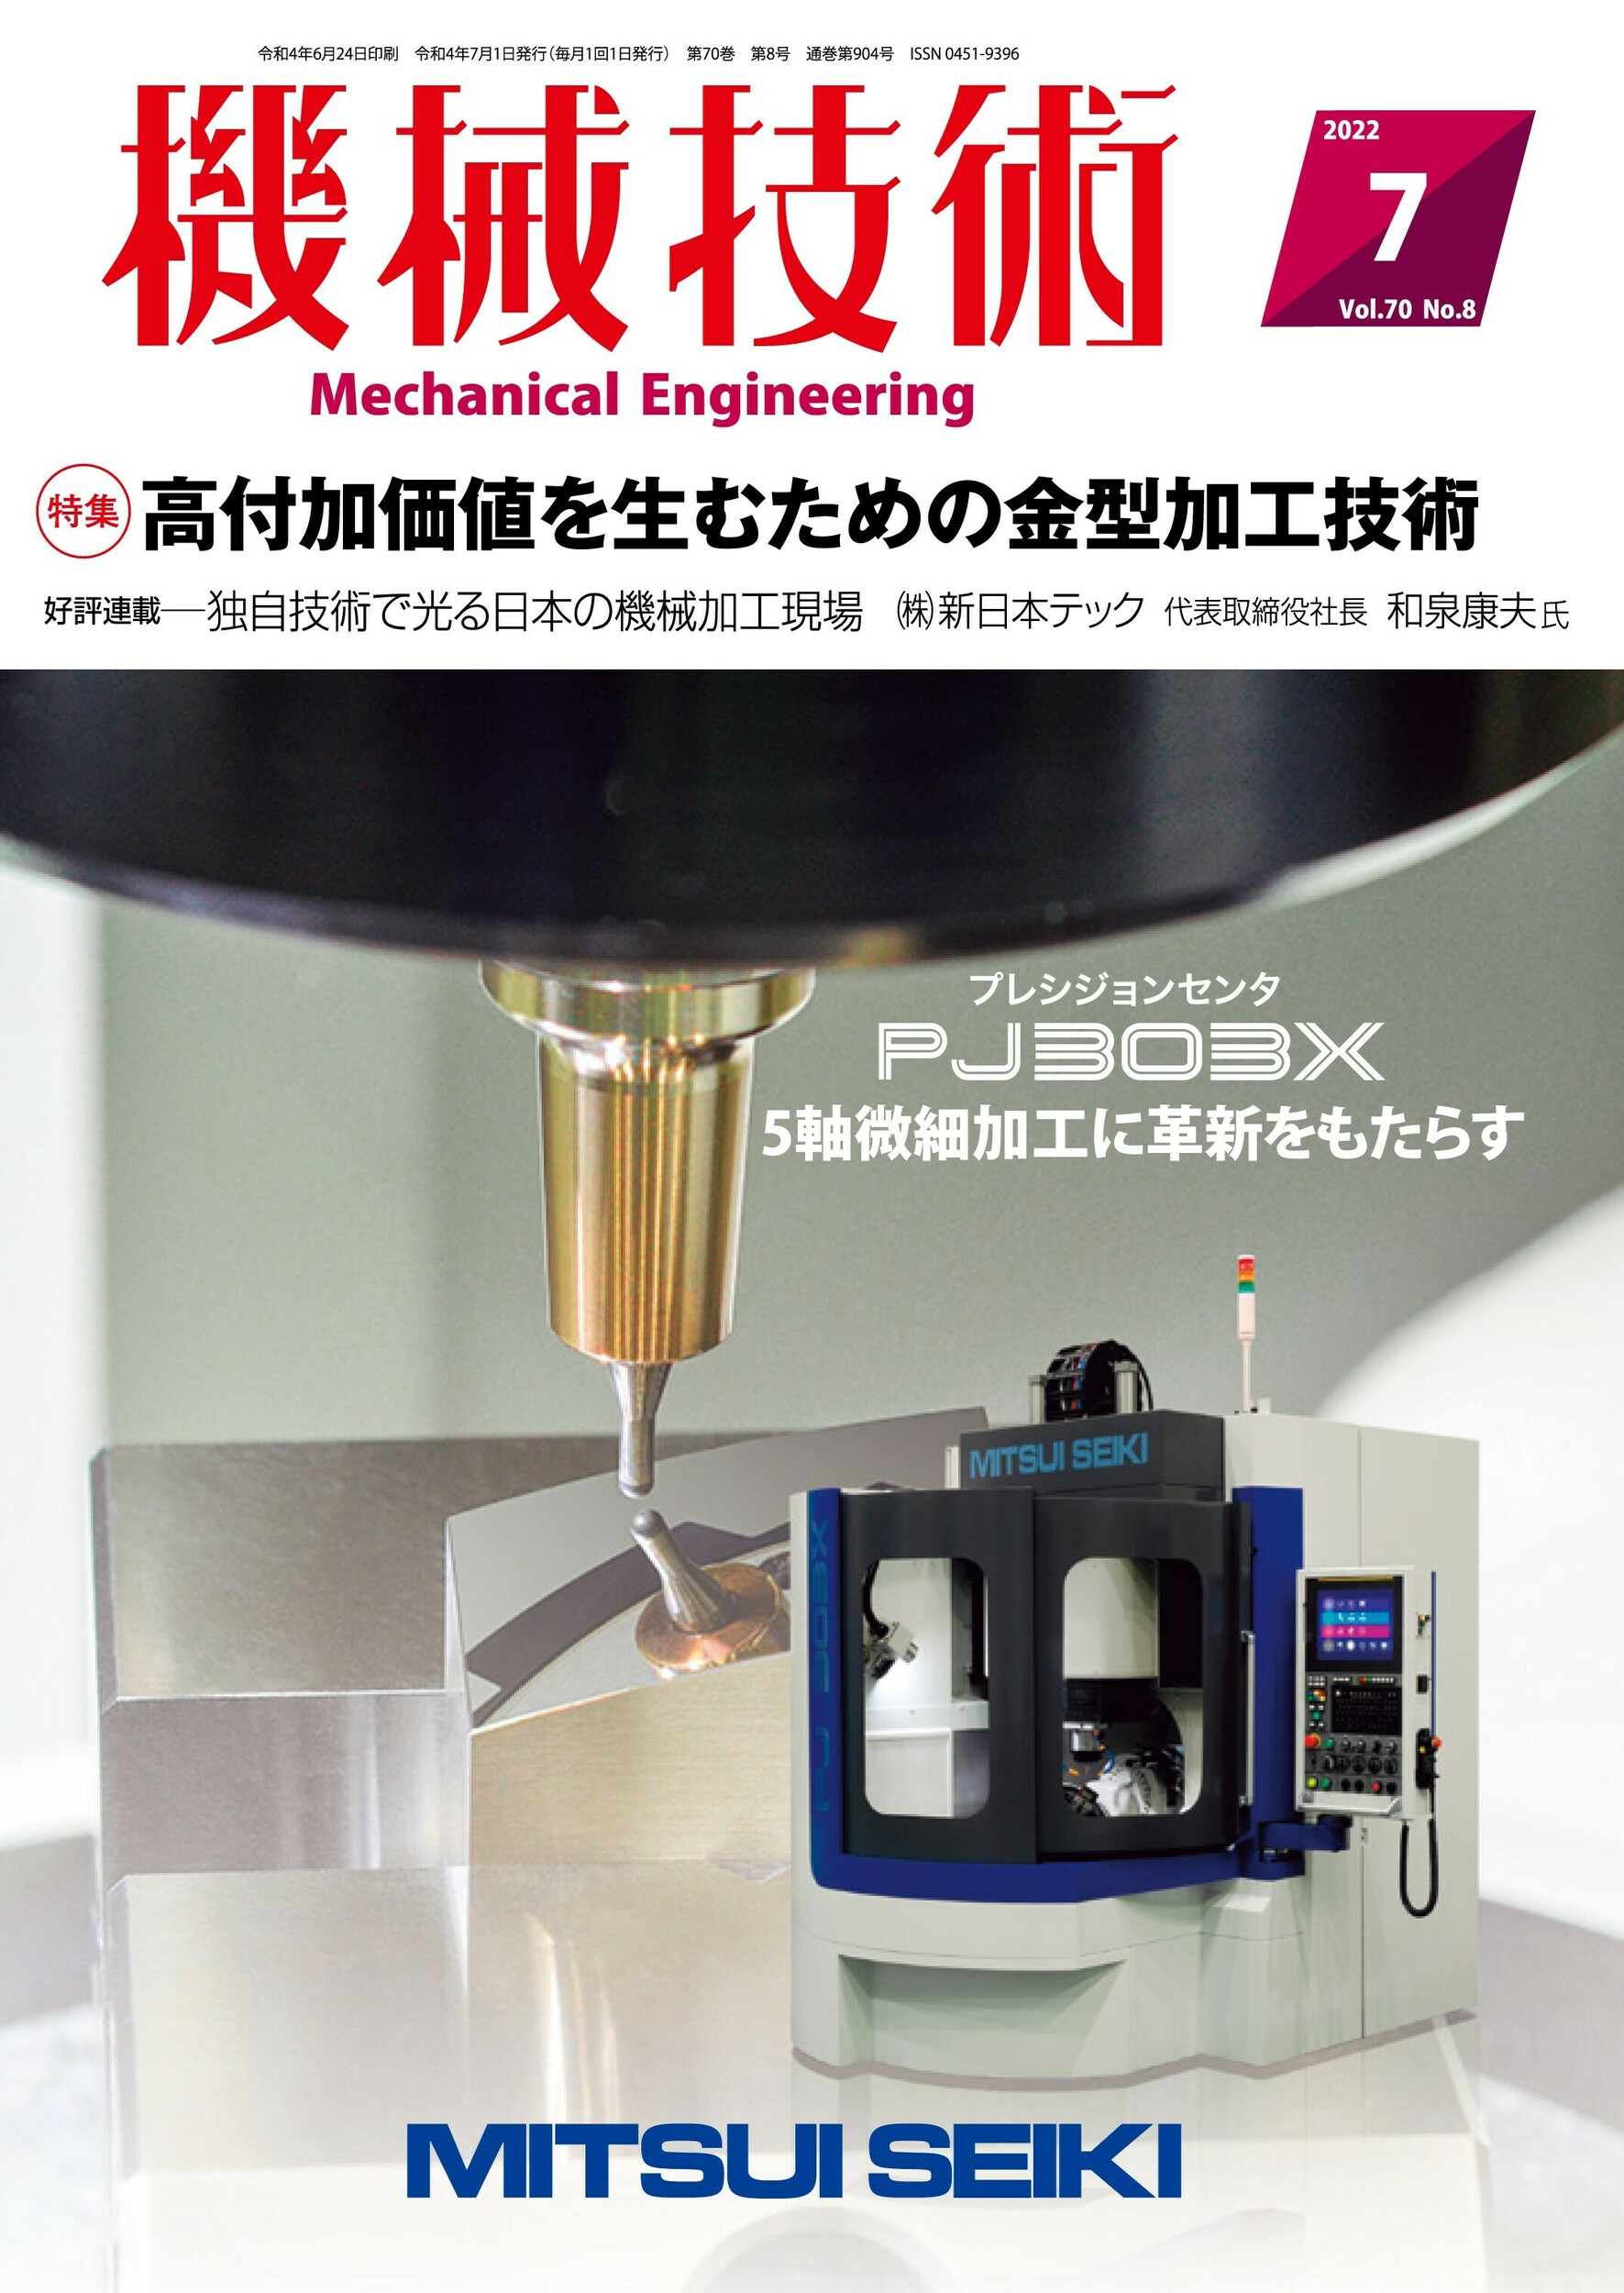 令和4年6月24日印刷　令和4年7月1日発行（毎月1回1日発行）　第70巻　第8号　通巻第904号　ISSN 0451-9396
機械技術
2022
7
Vol.70 No.8
Mechanical Engineering
特集 高付加価値を生むための金型加工技術
好評連載──独自技術で光る日本の機械加工現場　㈱新日本テック　代表取締役社長　和泉康夫氏
プレシジョンセンタ
PJ303X
5軸微細加工に革新をもたらす
MITSUI SEIKI
PJ303X
MITSUI SEIKI